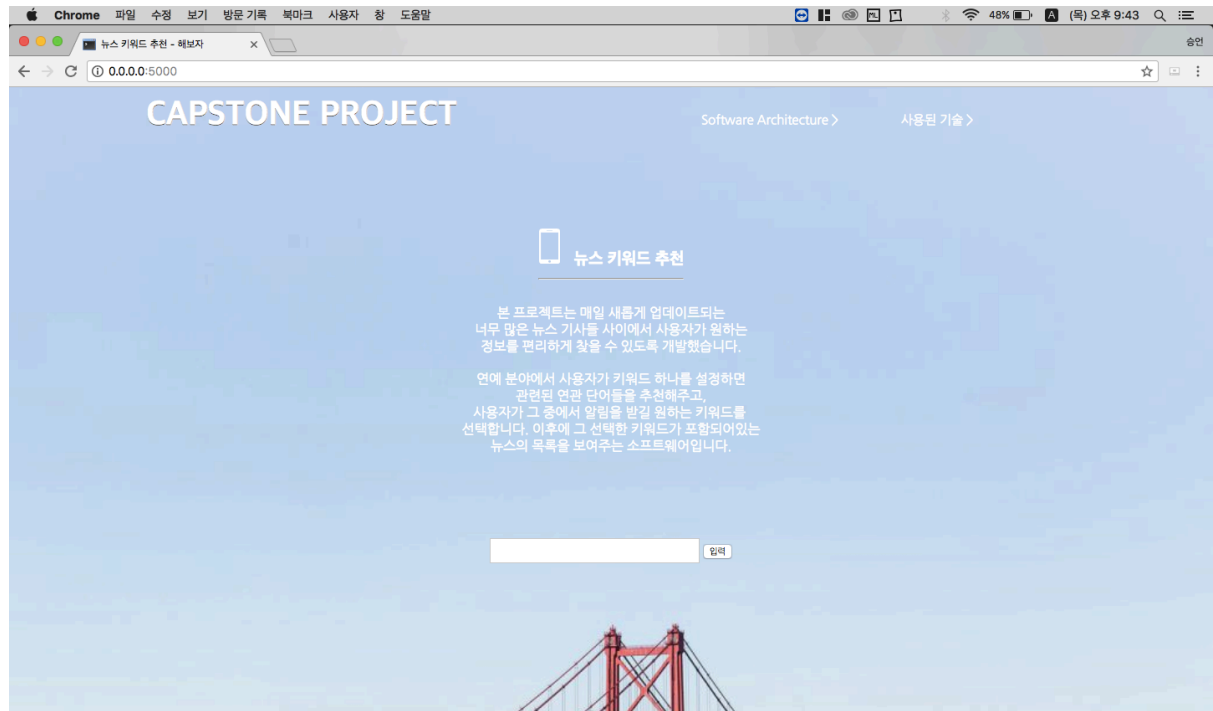 Chrome 파일 수정 보기 방문 기록 북마크 사용자 창 도움말 48% A (목) 오후 9:43
뉴스 키워드 추천 - 해보자
승언
0.0.0.0:5000
CAPSTONE PROJECT
Software Architecture >
사용된 기술 >
뉴스 키워드 추천
본 프로젝트는 매일 새롭게 업데이트되는
너무 많은 뉴스 기사들 사이에서 사용자가 원하는
정보를 편리하게 찾을 수 있도록 개발했습니다.
연예 분야에서 사용자가 키워드 하나를 설정하면
관련된 연관 단어들을 추천해주고,
사용자가 그 중에서 알림을 받길 원하는 키워드를
선택합니다. 이후에 그 선택한 키워드가 포함되어있는
뉴스의 목록을 보여주는 소프트웨어입니다.
입력